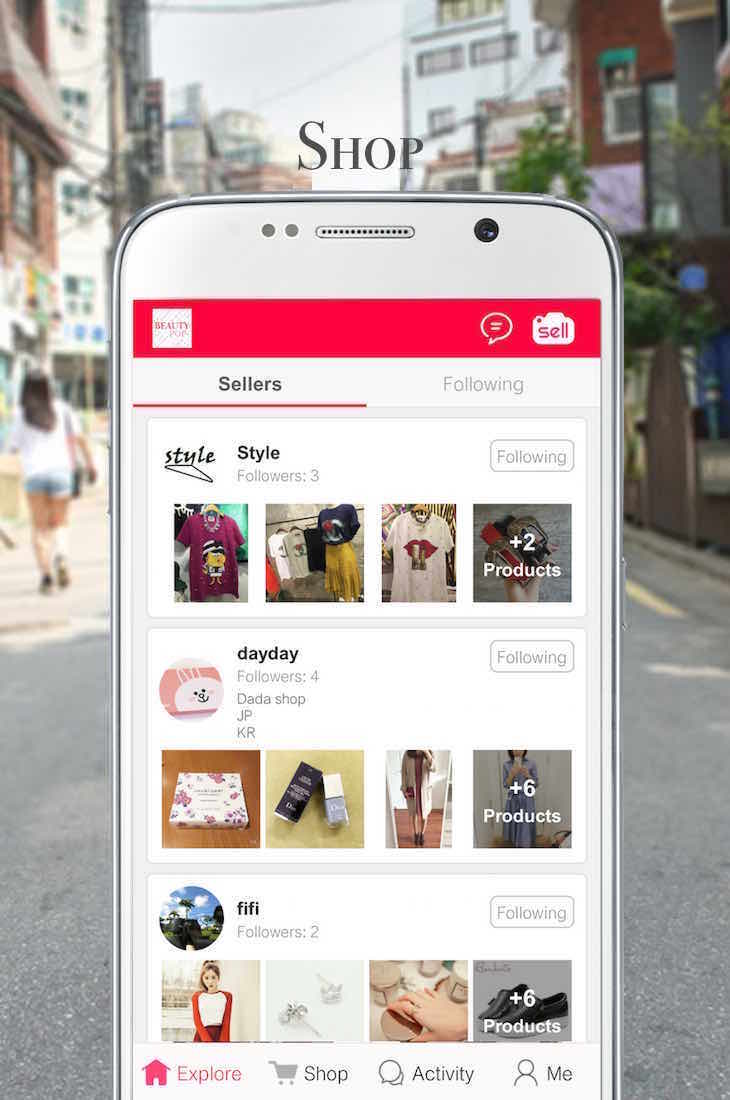 SHOP
BEAUTY
POP
sell
Sellers
Following
style
Style
Followers: 3
Following
+2
Products
dayday
Followers: 4
Dada shop
JP
KR
Following
Dior
+6
Products
fifi
Followers: 2
Following
+6
Products
Explore
Shop
Activity
Me